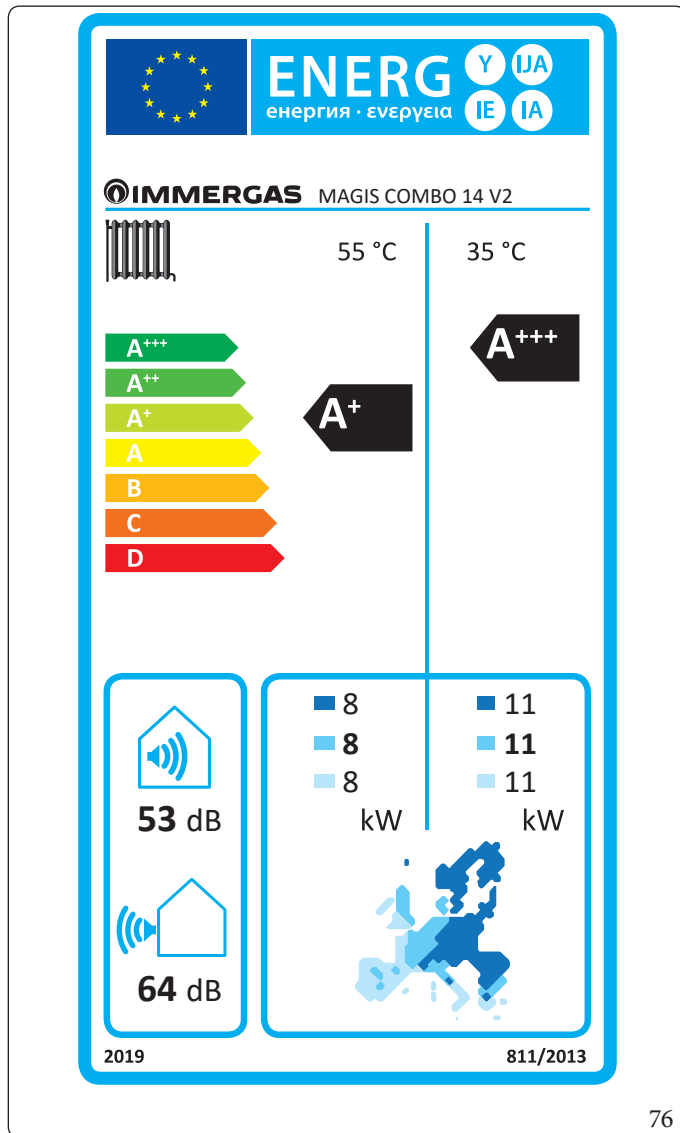 ENERG Y IJA
енергия · ενεργεια IE IA
IMMERGAS MAGIS COMBO 14 V2
55 °C 35 °C
A+++
A++
A+
A
B
C
D
A+
A+++
53 dB
64 dB
8 11
8 11
8 11
kW kW
2019 811/2013
76